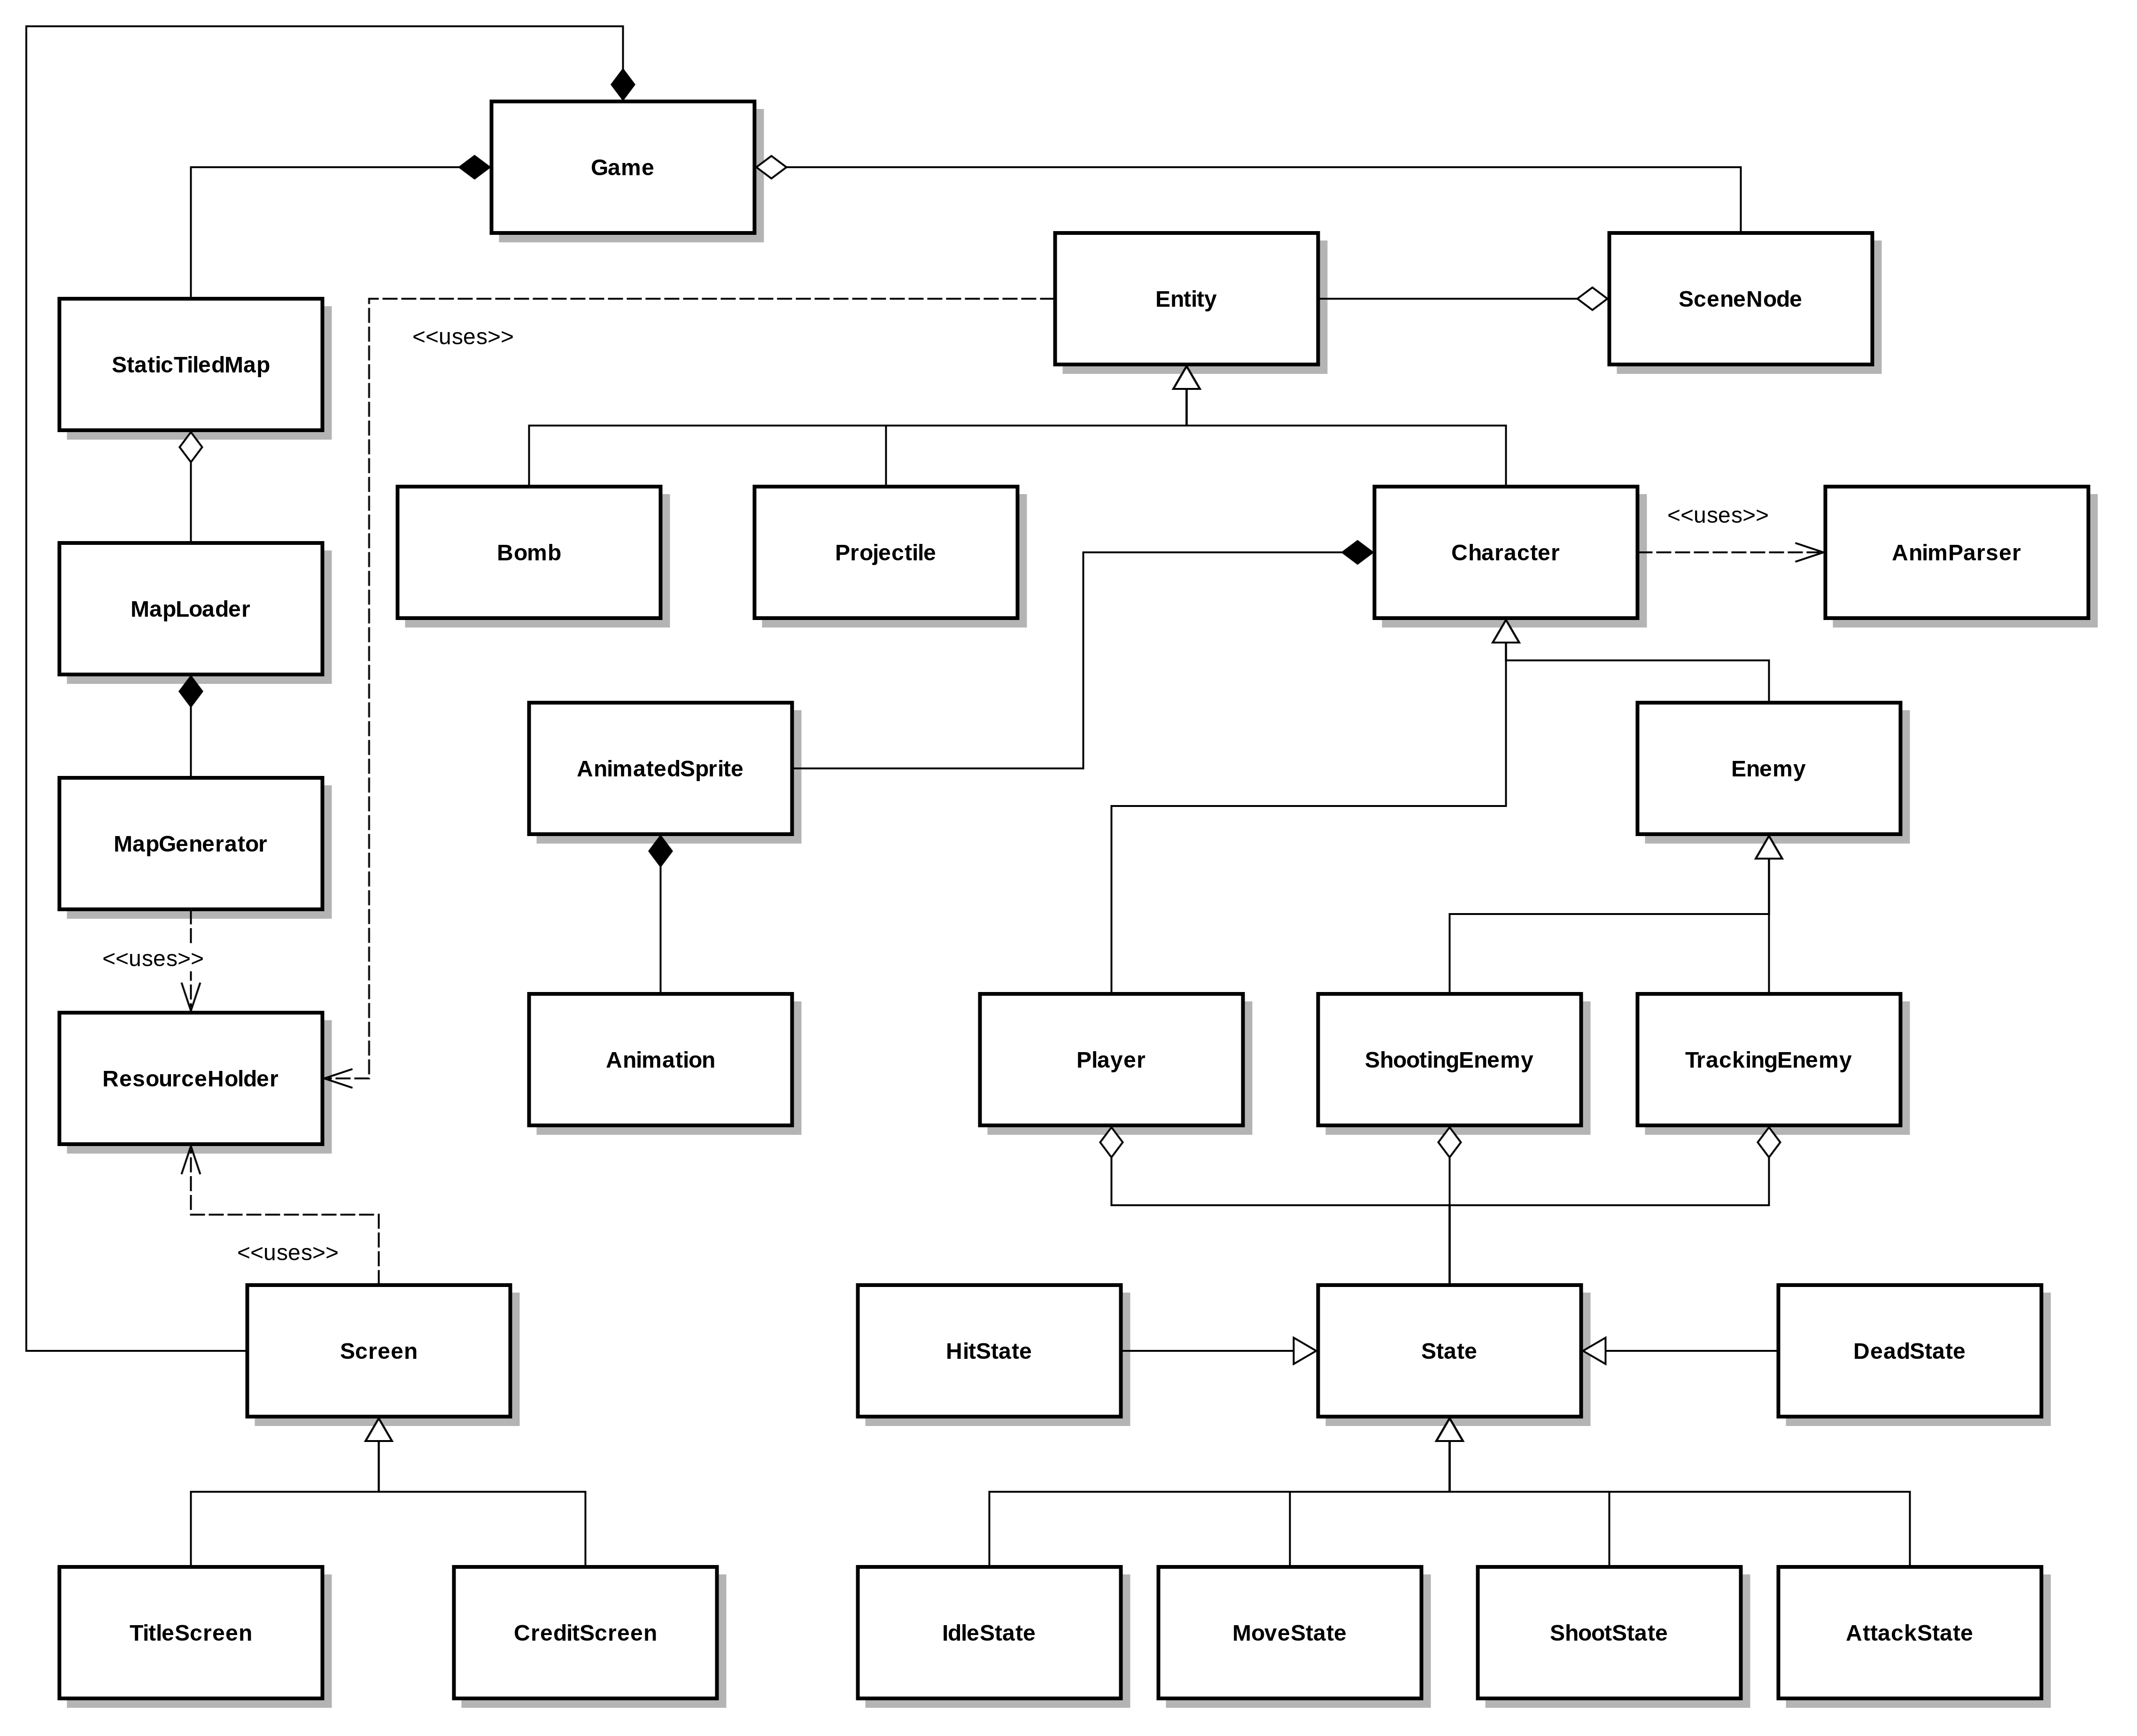 Game
Entity
SceneNode
<<uses>>
StaticTiledMap
<<uses>>
Bomb
Projectile
Character
AnimParser
MapLoader
AnimatedSprite
Enemy
MapGenerator
<<uses>>
Animation
Player
ShootingEnemy
TrackingEnemy
ResourceHolder
<<uses>>
Screen
HitState
State
DeadState
TitleScreen
CreditScreen
IdleState
MoveState
ShootState
AttackState